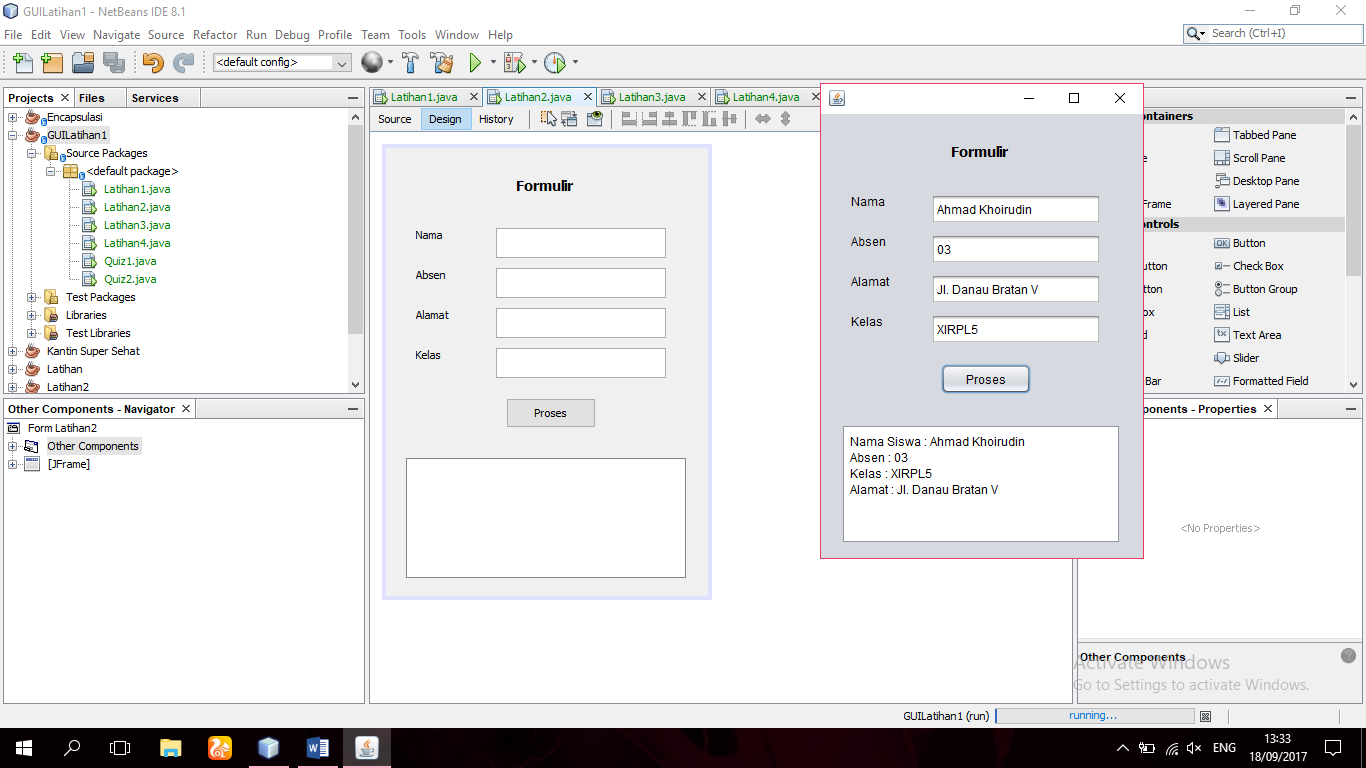 GUILatihan1 - NetBeans IDE 8.1
File Edit View Navigate Source Refactor Run Debug Profile Team Tools Window Help
Search (Ctrl+I)
<default config>
Projects Files Services
Encapsulasi
GUILatihan1
Source Packages
<default package>
Latihan1.java
Latihan2.java
Latihan3.java
Latihan4.java
Quiz1.java
Quiz2.java
Test Packages
Libraries
Test Libraries
Kantin Super Sehat
Latihan
Latihan2
Other Components - Navigator
Form Latihan2
Other Components
[JFrame]
Latihan1.java Latihan2.java Latihan3.java Latihan4.java
Source Design History
Formulir
Nama
Absen
Alamat
Kelas
Proses
Formulir
Nama Ahmad Khoirudin
Absen 03
Alamat Jl. Danau Bratan V
Kelas XIRPL5
Proses
Nama Siswa : Ahmad Khoirudin
Absen : 03
Kelas : XIRPL5
Alamat : Jl. Danau Bratan V
ontainers
Tabbed Pane
Scroll Pane
Desktop Pane
Frame Layered Pane
ntrols
OK Button
utton Check Box
tton Button Group
ox List
d Text Area
Slider
Bar Formatted Field
ponents - Properties
<No Properties>
Other Components
Activate Windows
Go to Settings to activate Windows.
GUILatihan1 (run) running...
ENG
13:33
18/09/2017